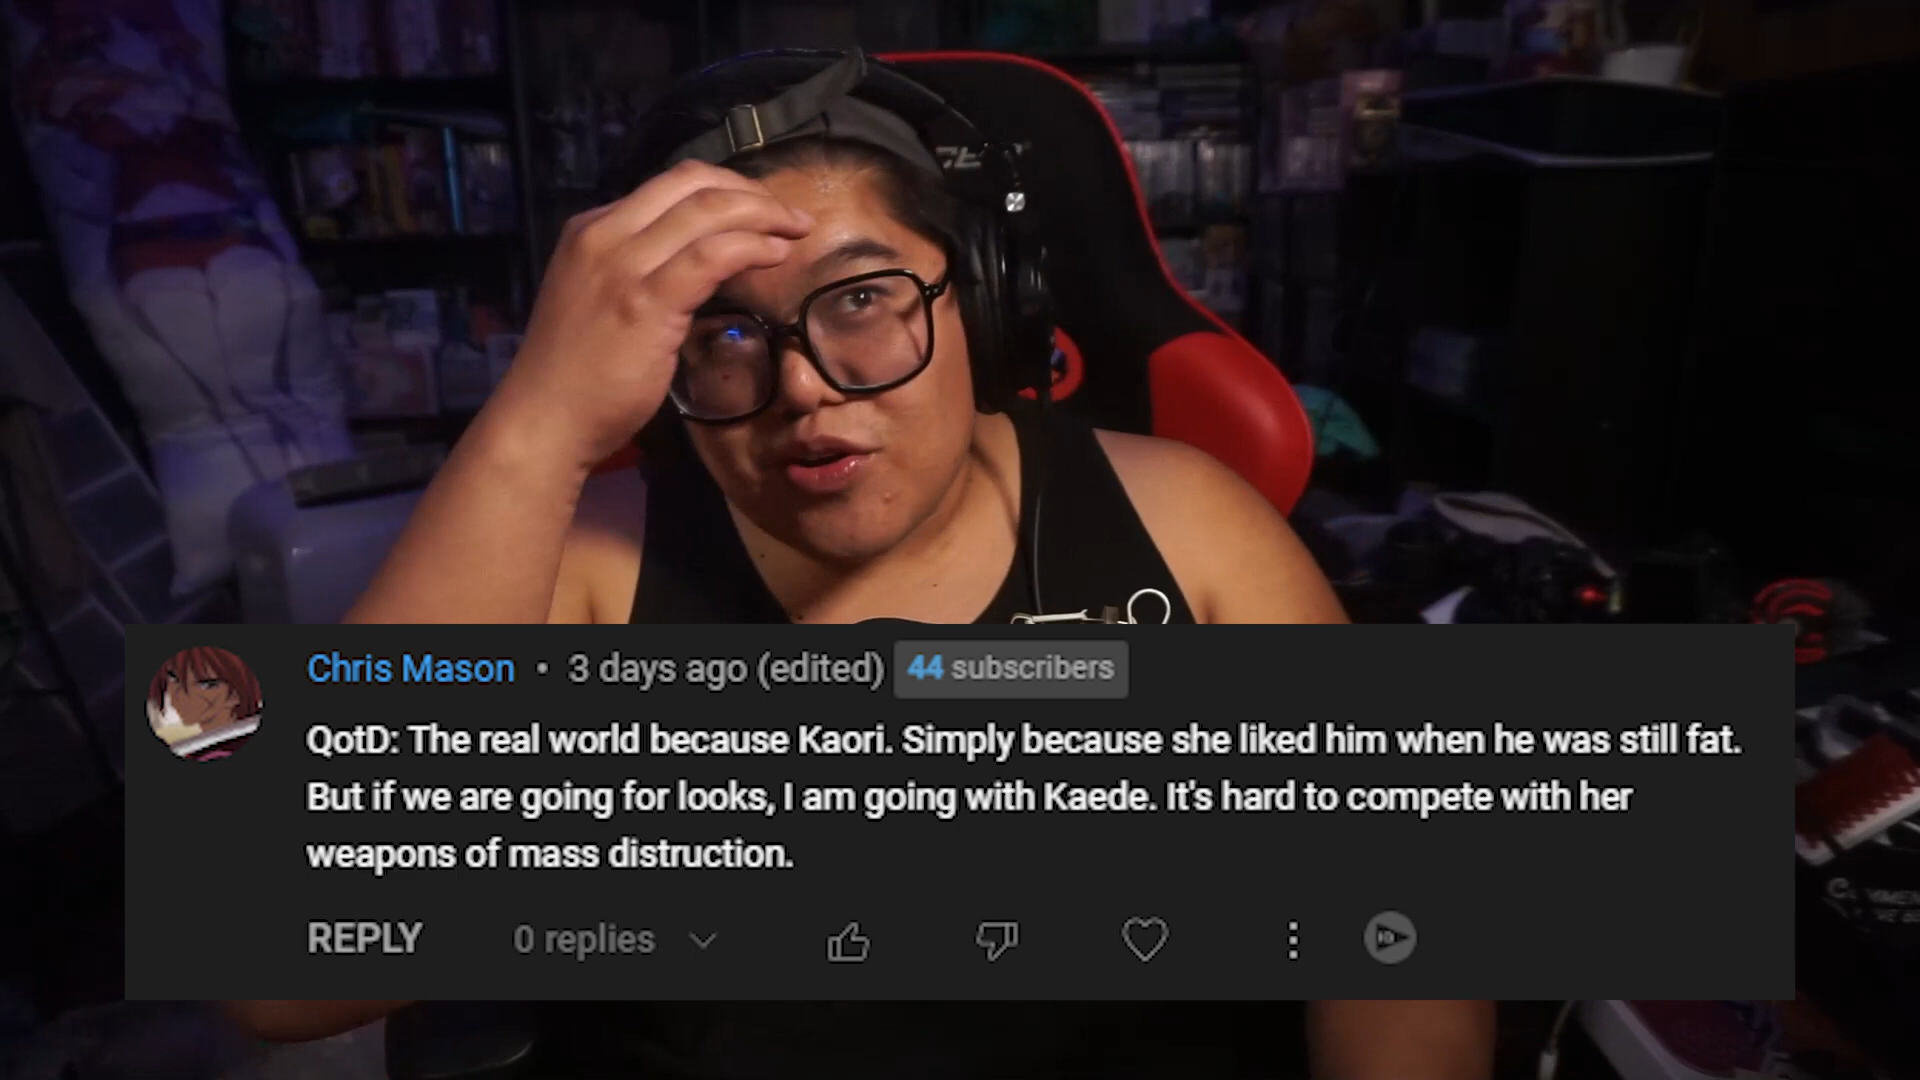 Chris Mason • 3 days ago (edited) 44 subscribers
QotD: The real world because Kaori. Simply because she liked him when he was still fat.
But if we are going for looks, I am going with Kaede. It's hard to compete with her
weapons of mass distruction.
REPLY 0 replies